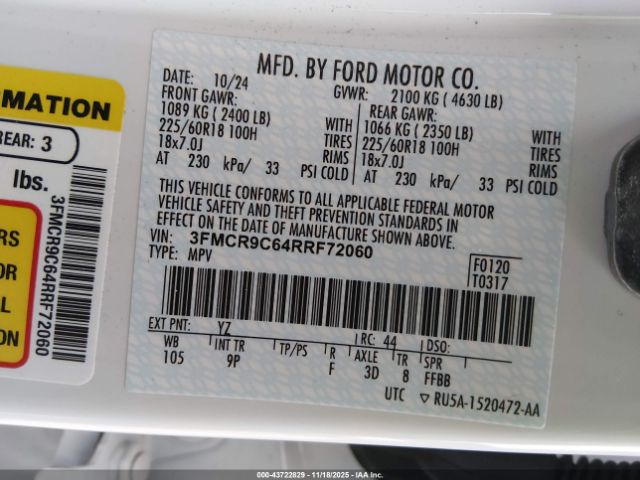 MFD. BY FORD MOTOR CO.
DATE: 10/24 GVWR: 2100 KG ( 4630 LB)
FRONT GAWR: REAR GAWR:
1089 KG ( 2400 LB) WITH 1066 KG ( 2350 LB) WITH
225/60R18 100H TIRES 225/60R18 100H TIRES
18x7.0J RIMS 18x7.0J RIMS
AT 230 kPa/ 33 PSI COLD AT 230 kPa/ 33 PSI COLD
THIS VEHICLE CONFORMS TO ALL APPLICABLE FEDERAL MOTOR
VEHICLE SAFETY AND THEFT PREVENTION STANDARDS IN
EFFECT ON THE DATE OF MANUFACTURE SHOWN ABOVE.
VIN: 3FMCR9C64RRF72060
TYPE: MPV
F0120
T0317
EXT PNT: YZ RC: 44 DSO:
WB INT TR TP/PS R AXLE TR SPR
105 9P F 3D 8 FFBB
UTC ▽ RU5A-1520472-AA
ORMATION
REAR: 3
lbs.
RS
OR
AL
S
3FMCR9C64RRF72060
000-43722829 - 11/18/2025 - IAAI.COM